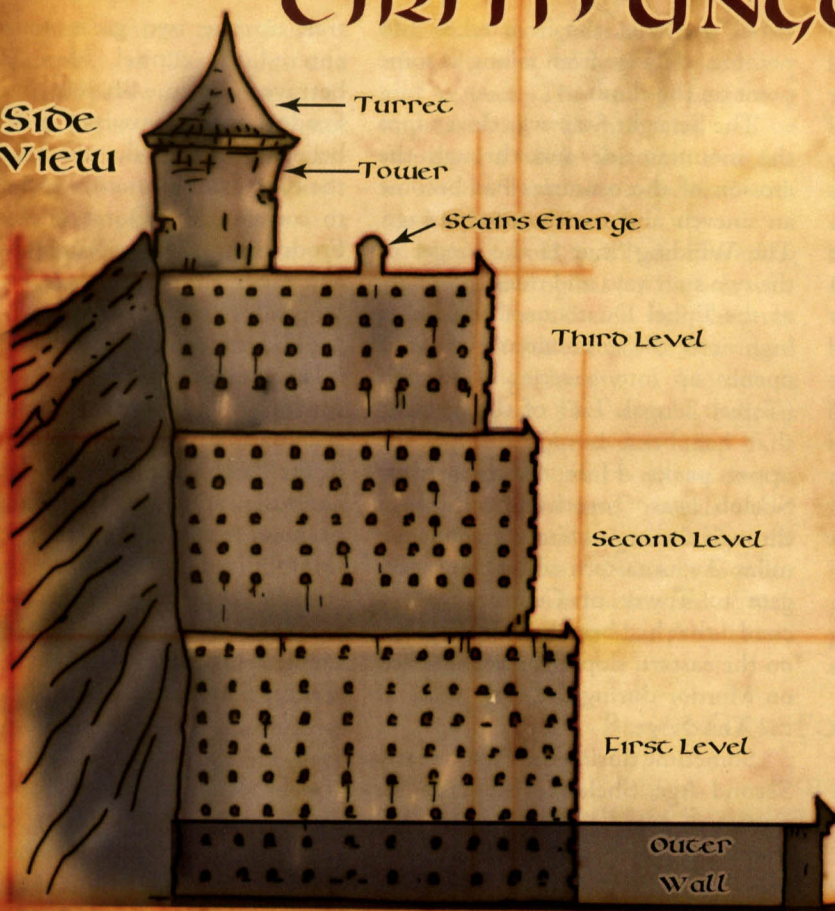 Side
View
Turret
Tower
Stairs Emerge
Third Level
Second Level
First Level
Outer
Wall